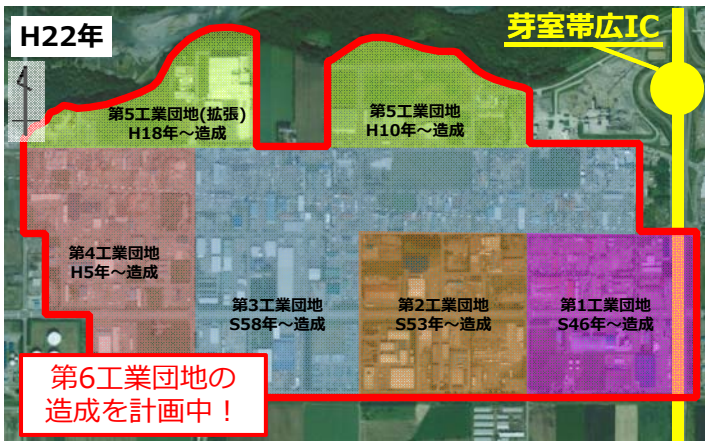 H22年
芽室帯広IC
第5工業団地(拡張)
H18年～造成
第5工業団地
H10年～造成
第4工業団地
H5年～造成
第3工業団地
S58年～造成
第2工業団地
S53年～造成
第1工業団地
S46年～造成
第6工業団地の
造成を計画中！